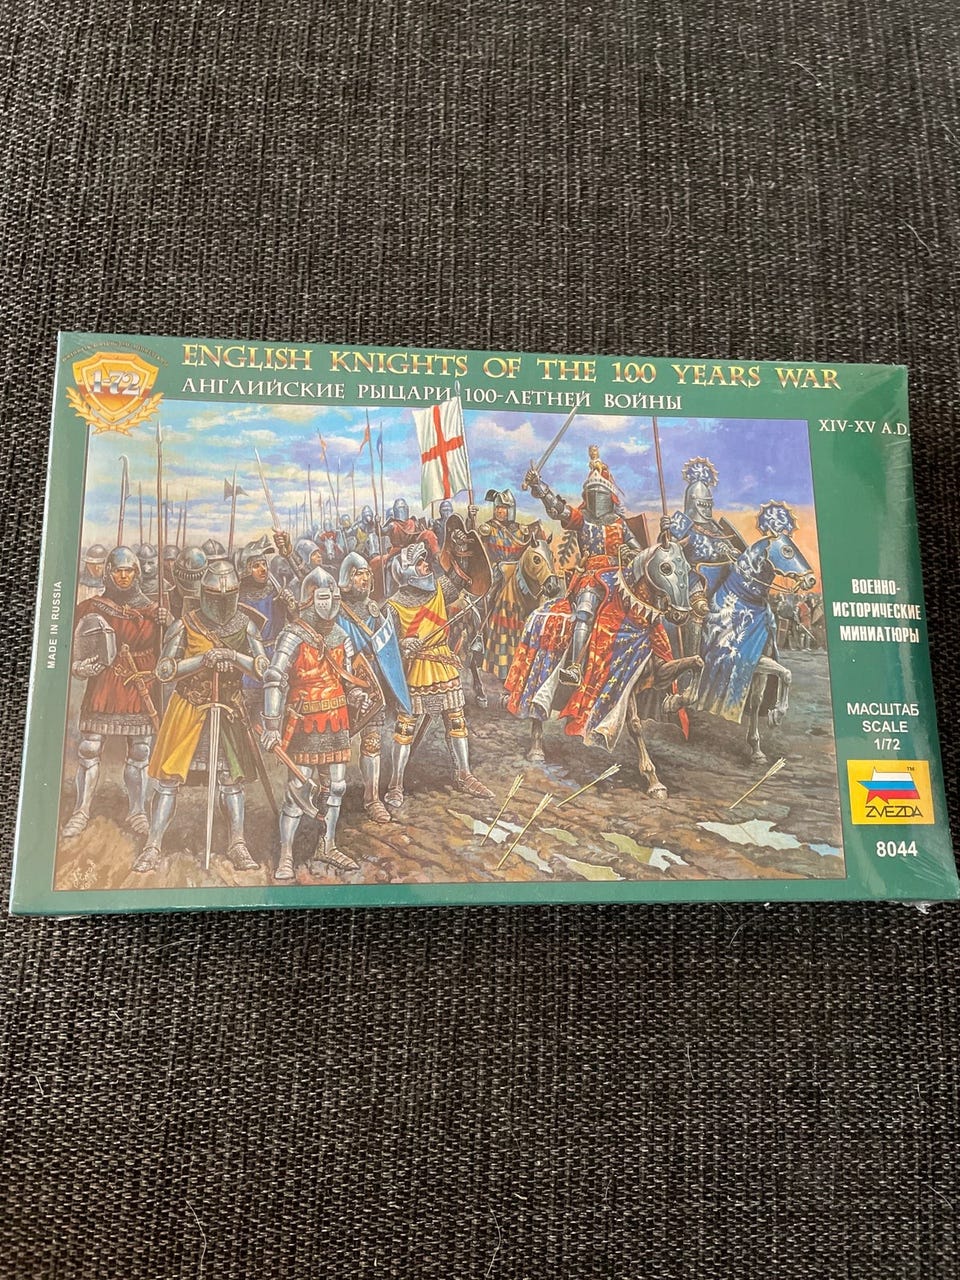 ENGLISH KNIGHTS OF THE 100 YEARS WAR
1-72
АНГЛИЙСКИЕ РЫЦАРИ 100-ЛЕТНЕЙ ВОЙНЫ
XIV-XV A.D.
MADE IN RUSSIA
ВОЕННО-
ИСТОРИЧЕСКИЕ
МИНИАТЮРЫ
МАСШТАБ
SCALE
1/72
TM
ZVEZDA
8044